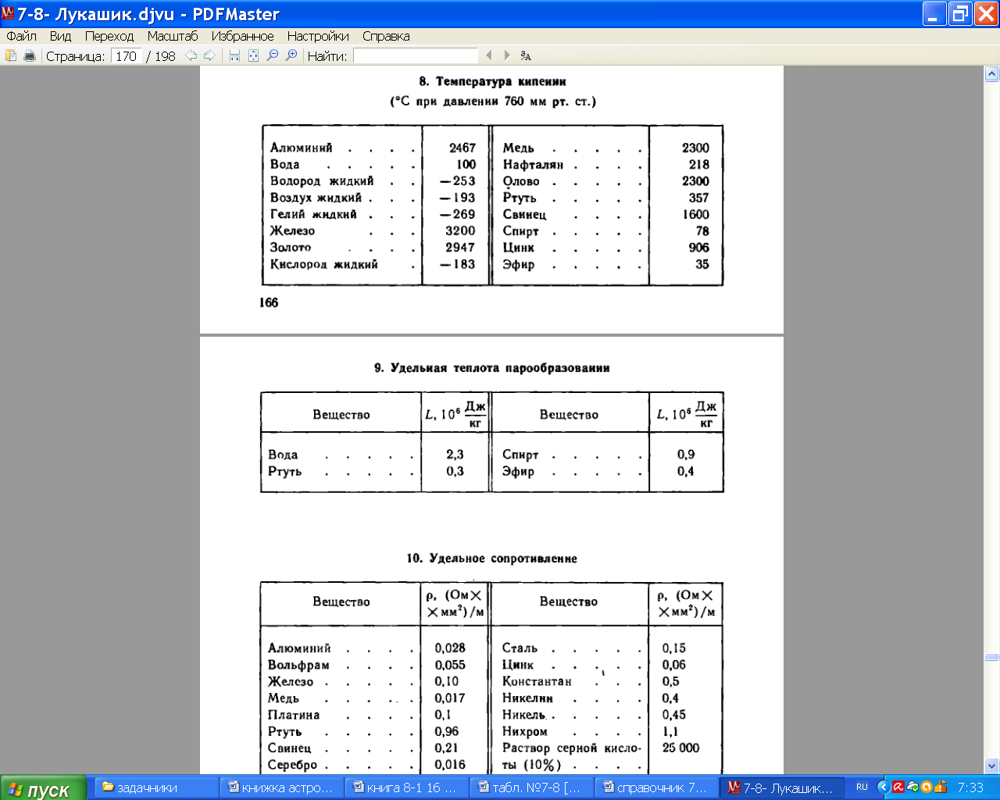 7-8- Лукашик.djvu - PDFMaster
Файл Вид Переход Масштаб Избранное Настройки Справка
Страница: 170 / 198 Найти:
8. Температура кипении
(°С при давлении 760 мм рт. ст.)
Алюминий . . . . 2467 Медь . . . . . 2300
Вода . . . . . 100 Нафталян . . . . 218
Водород жидкий . . —253 Олово . . . . . 2300
Воздух жидкий . . . —193 Ртуть . . . . . 357
Гелий жидкий . . . —269 Свинец . . . . 1600
Железо . . . 3200 Спирт . . . . . 78
Золото . . . . 2947 Цинк . . . . . 906
Кислород жидкий . —183 Эфир . . . . . 35
166
9. Удельная теплота парообразовании
Вещество L, 10⁶ Дж/кг Вещество L, 10⁶ Дж/кг
Вода . . . . . 2,3 Спирт . . . . . 0,9
Ртуть . . . . . 0,3 Эфир . . . . . 0,4
10. Удельное сопротивленне
Вещество ρ, (Ом× ×мм²)/м Вещество ρ, (Ом× ×мм²)/м
Алюминий . . . . 0,028 Сталь . . . . . 0,15
Вольфрам . . . . 0,055 Цинк . . . . . 0,06
Железо . . . . . 0,10 Константан . . . 0,5
Медь . . . . . 0,017 Никелин . . . . 0,4
Платина . . . . 0,1 Никель . . . . . 0,45
Ртуть . . . . . 0,96 Нихром . . . . 1,1
Свинец . . . . 0,21 Раствор серной кисло- 25 000
Серебро . . . . . 0,016 ты (10%) . . . .
пуск задачники книжка астро... книга 8-1 16 ... табл. №7-8 [... справочник 7... 7-8- Лукашик... RU 7:33